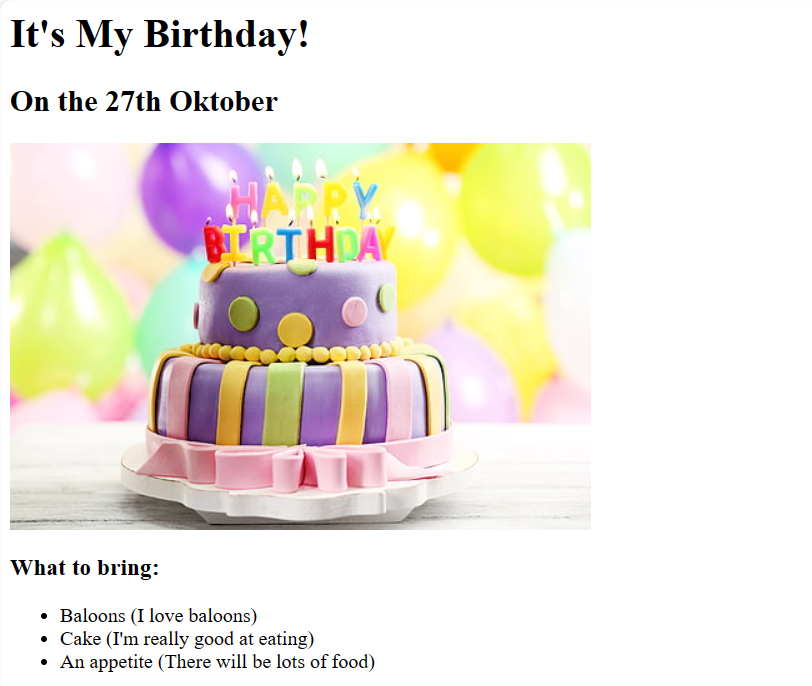 It's My Birthday!
On the 27th Oktober
HAPPY
BIRTHDAY
What to bring:
Baloons (I love baloons)
Cake (I'm really good at eating)
An appetite (There will be lots of food)